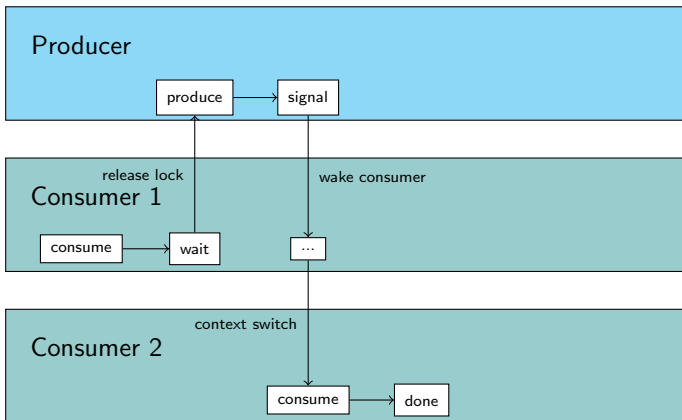 Producer
produce
signal
release lock
wake consumer
Consumer 1
consume
wait
...
context switch
Consumer 2
consume
done